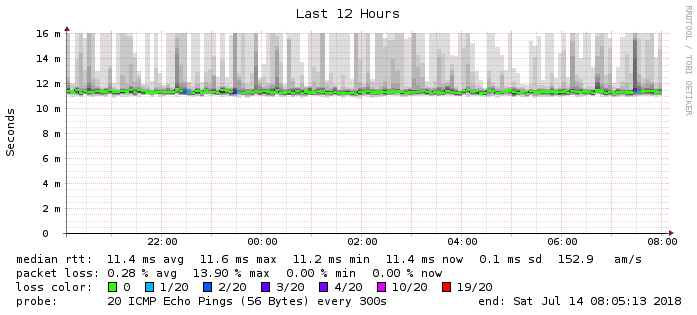 Last 12 Hours
RRDTOOL / TOBI OETIKER
Seconds
16 m
14 m
12 m
10 m
8 m
6 m
4 m
2 m
0
22:00 00:00 02:00 04:00 06:00 08:00
median rtt: 11.4 ms avg 11.6 ms max 11.2 ms min 11.4 ms now 0.1 ms sd 152.9 am/s
packet loss: 0.28 % avg 13.90 % max 0.00 % min 0.00 % now
loss color: 0 1/20 2/20 3/20 4/20 10/20 19/20
probe: 20 ICMP Echo Pings (56 Bytes) every 300s end: Sat Jul 14 08:05:13 2018